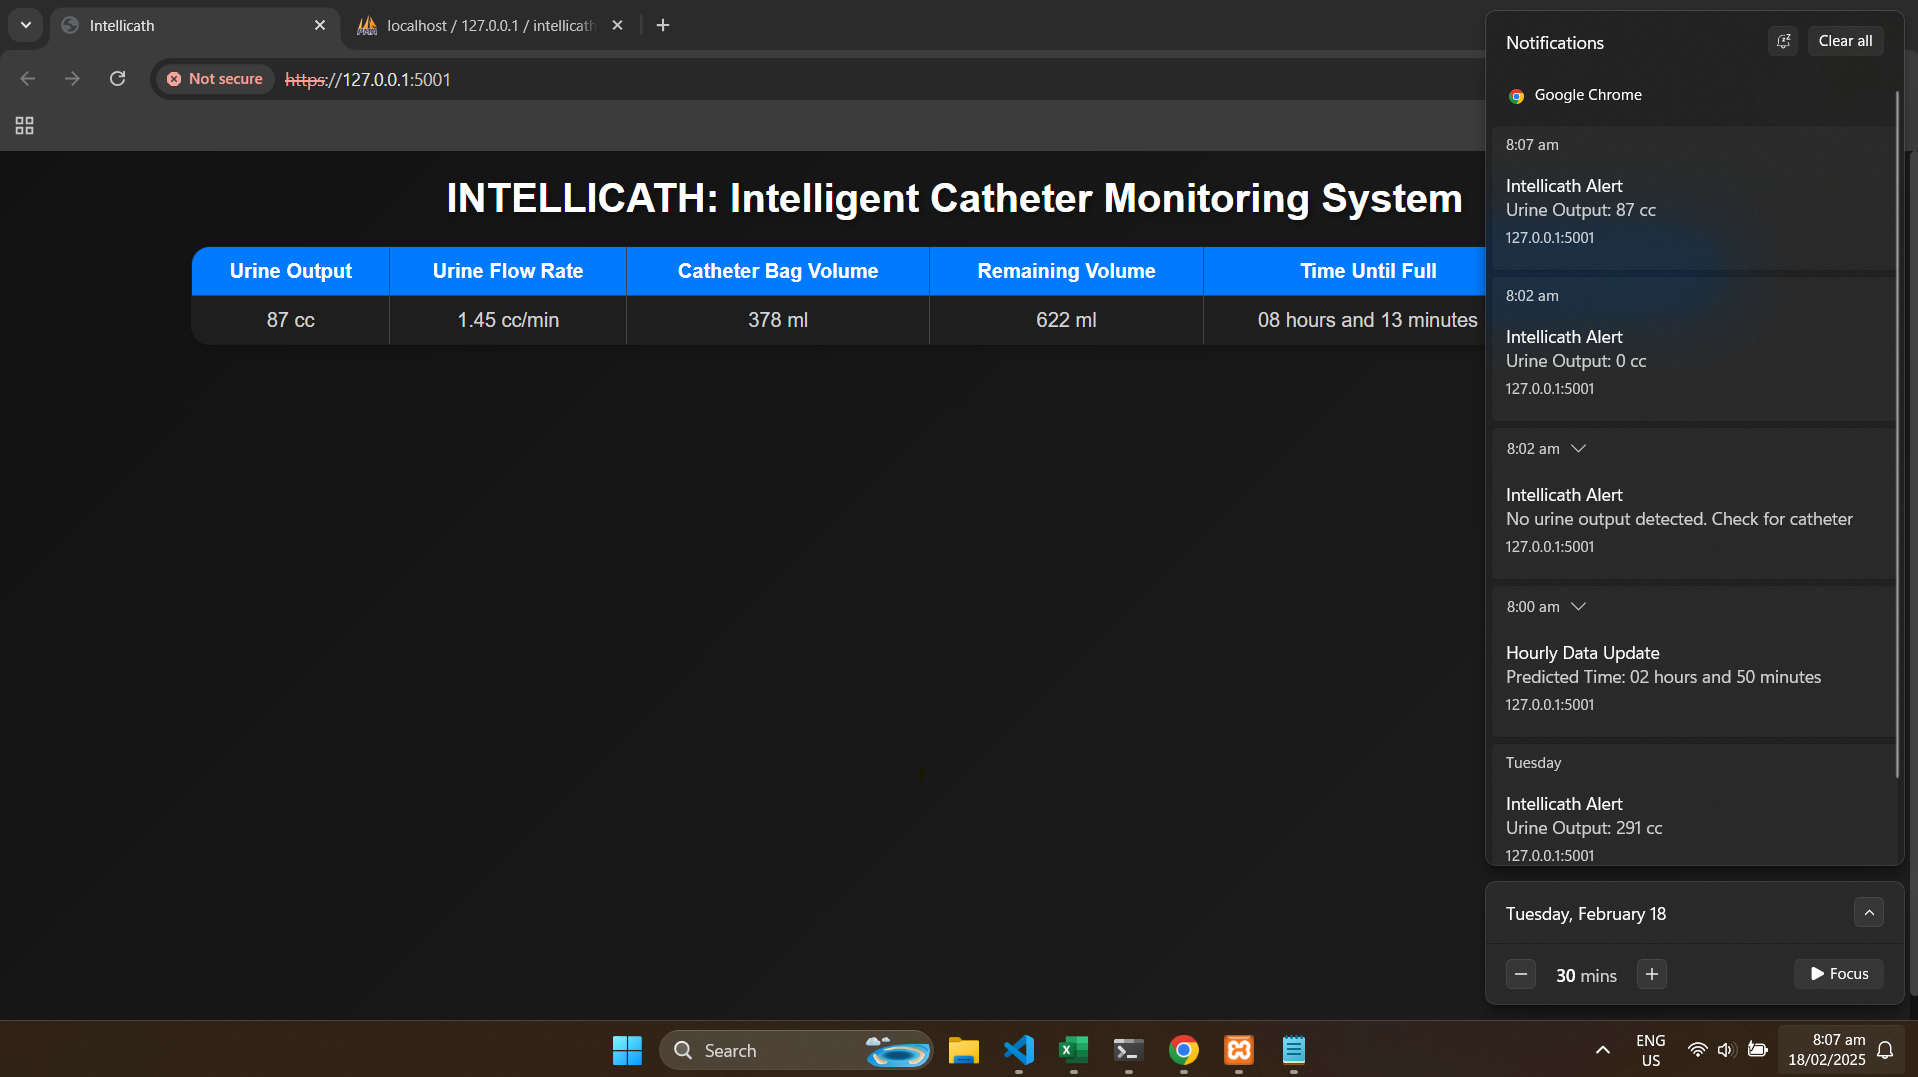 Intellicath
localhost / 127.0.0.1 / intellicath
Not secure
https://127.0.0.1:5001
INTELLICATH: Intelligent Catheter Monitoring System
Urine Output Urine Flow Rate Catheter Bag Volume Remaining Volume Time Until Full
87 cc 1.45 cc/min 378 ml 622 ml 08 hours and 13 minutes
Notifications
Clear all
Google Chrome
8:07 am
Intellicath Alert
Urine Output: 87 cc
127.0.0.1:5001
8:02 am
Intellicath Alert
Urine Output: 0 cc
127.0.0.1:5001
8:02 am
Intellicath Alert
No urine output detected. Check for catheter
127.0.0.1:5001
8:00 am
Hourly Data Update
Predicted Time: 02 hours and 50 minutes
127.0.0.1:5001
Tuesday
Intellicath Alert
Urine Output: 291 cc
127.0.0.1:5001
Tuesday, February 18
30 mins
Focus
Search
ENG
US
8:07 am
18/02/2025